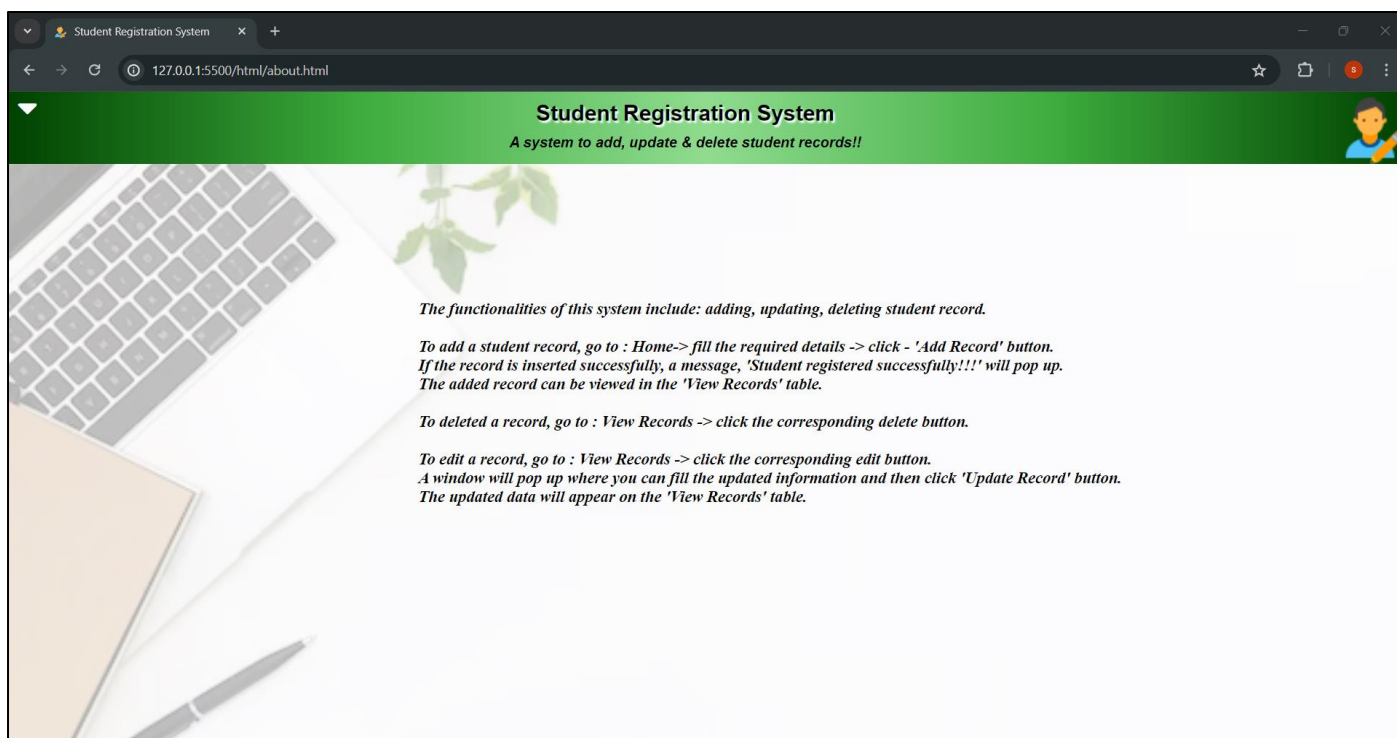 Student Registration System
127.0.0.1:5500/html/about.html
S
Student Registration System
A system to add, update & delete student records!!
The functionalities of this system include: adding, updating, deleting student record.
To add a student record, go to : Home-> fill the required details -> click - 'Add Record' button.
If the record is inserted successfully, a message, 'Student registered successfully!!!' will pop up.
The added record can be viewed in the 'View Records' table.
To deleted a record, go to : View Records -> click the corresponding delete button.
To edit a record, go to : View Records -> click the corresponding edit button.
A window will pop up where you can fill the updated information and then click 'Update Record' button.
The updated data will appear on the 'View Records' table.